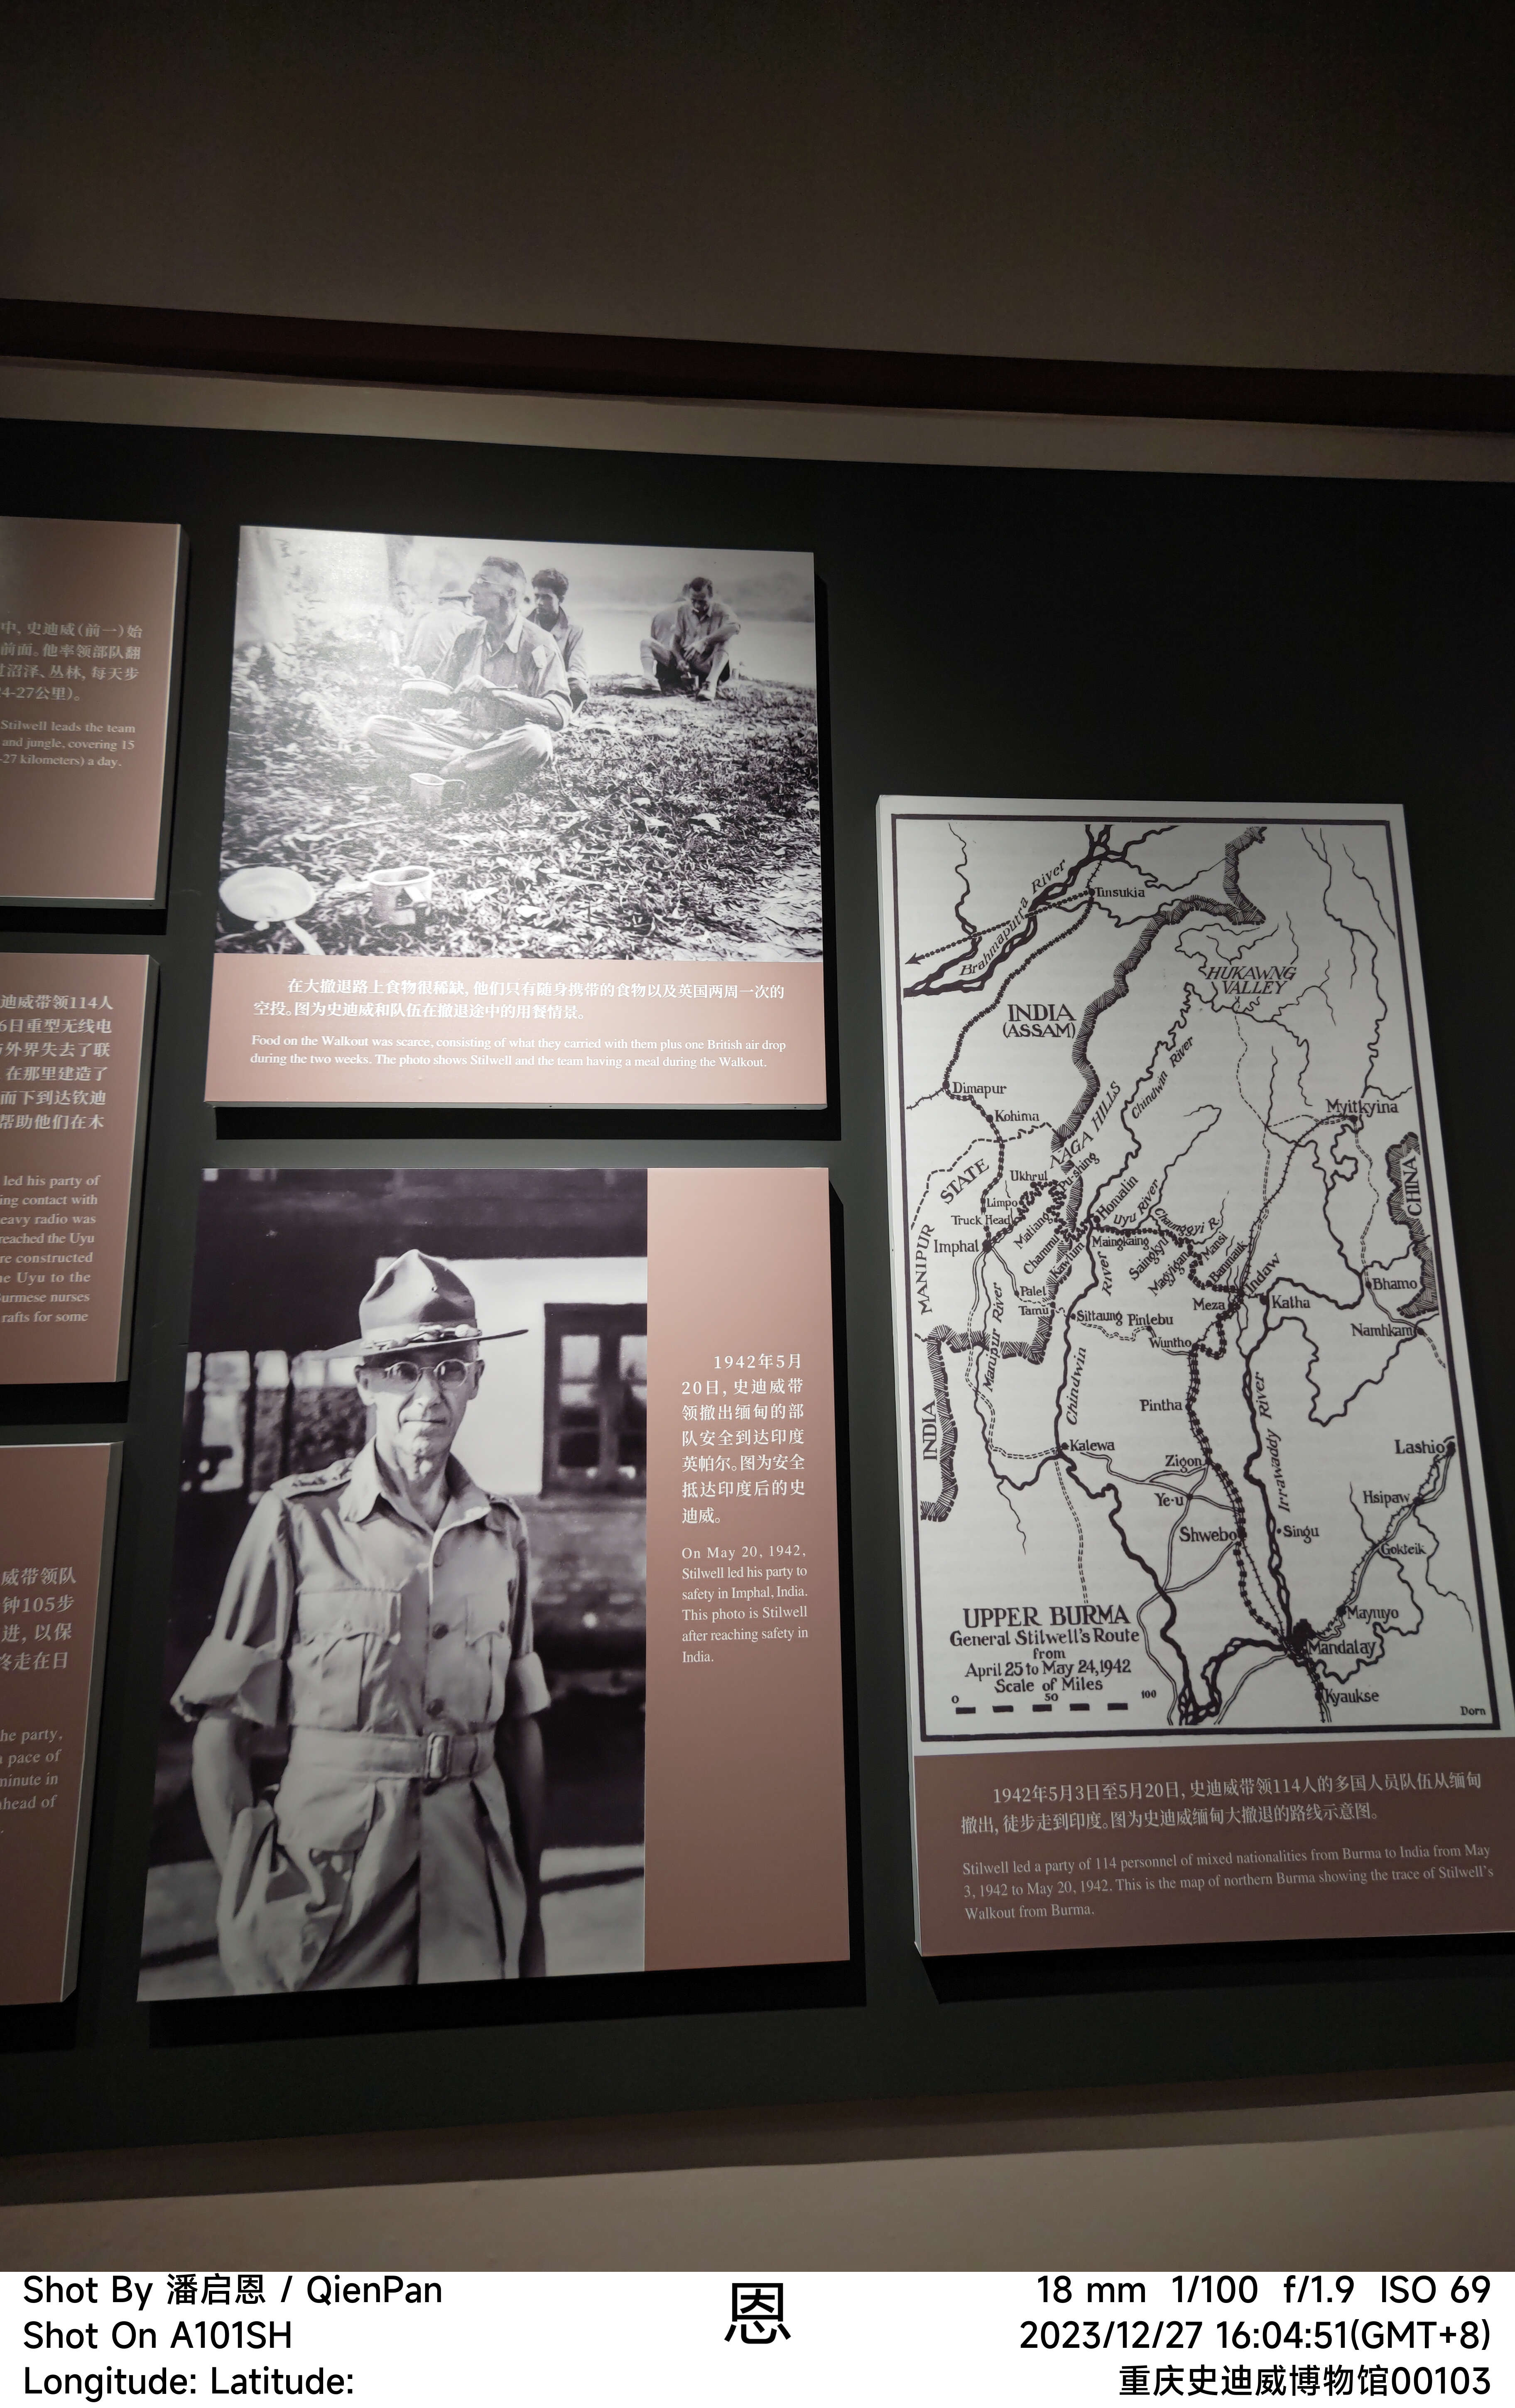 中, 史迪威(前一)始
前面。他率领部队翻
过沼泽、丛林, 每天步
24-27公里)。
Stilwell leads the team
and jungle, covering 15
-27 kilometers) a day.
迪威带领114人
6日重型无线电
与外界失去了联
在那里建造了
而下到达钦迪
帮助他们在木
led his party of
ing contact with
eavy radio was
reached the Uyu
re constructed
he Uyu to the
urmese nurses
rafts for some
威带领队
钟105步
进, 以保
终走在日
he party,
a pace of
minute in
ahead of
在大撤退路上食物很稀缺, 他们只有随身携带的食物以及英国两周一次的
空投。图为史迪威和队伍在撤退途中的用餐情景。
Food on the Walkout was scarce, consisting of what they carried with them plus one British air drop
during the two weeks. The photo shows Stilwell and the team having a meal during the Walkout.
1942年5月
20日, 史迪威带
领撤出缅甸的部
队安全到达印度
英帕尔。图为安全
抵达印度后的史
迪威。
On May 20, 1942,
Stilwell led his party to
safety in Imphal, India.
This photo is Stilwell
after reaching safety in
India.
Brahmaputra River
Tinsukia
HUKAWNG
VALLEY
INDIA
(ASSAM)
Chindwin River
Dimapur
Kohima
NAGA HILLS
Myitkyina
CHINA
MANIPUR STATE
Ukhrul
Pushing
Limpo
Truck Head
Homalin
Uyu River
Chaunggyi R.
Imphal
Maliang
Chammu
Kawlum
Maingkaing
Saingkyu
Magyigan
Mansi
Banmauk
Indaw
Palel
Tamu
Meza
Katha
Bhamo
Manipur River
River
Sittaung
Pinlebu
Wuntho
Namhkam
INDIA
Chindwin
Pintha
Irrawaddy River
Kalewa
Zigon
Lashio
Ye-u
Hsipaw
Shwebo
Singu
Gokteik
UPPER BURMA
General Stilwell's Route
from
April 25 to May 24, 1942
Scale of Miles
0 50 100
Maymyo
Mandalay
Kyaukse
Dorn
1942年5月3日至5月20日, 史迪威带领114人的多国人员队伍从缅甸
撤出, 徒步走到印度。图为史迪威缅甸大撤退的路线示意图。
Stilwell led a party of 114 personnel of mixed nationalities from Burma to India from May
3, 1942 to May 20, 1942. This is the map of northern Burma showing the trace of Stilwell's
Walkout from Burma.
Shot By 潘启恩 / QienPan
Shot On A101SH
Longitude: Latitude:
恩
18 mm 1/100 f/1.9 ISO 69
2023/12/27 16:04:51(GMT+8)
重庆史迪威博物馆00103